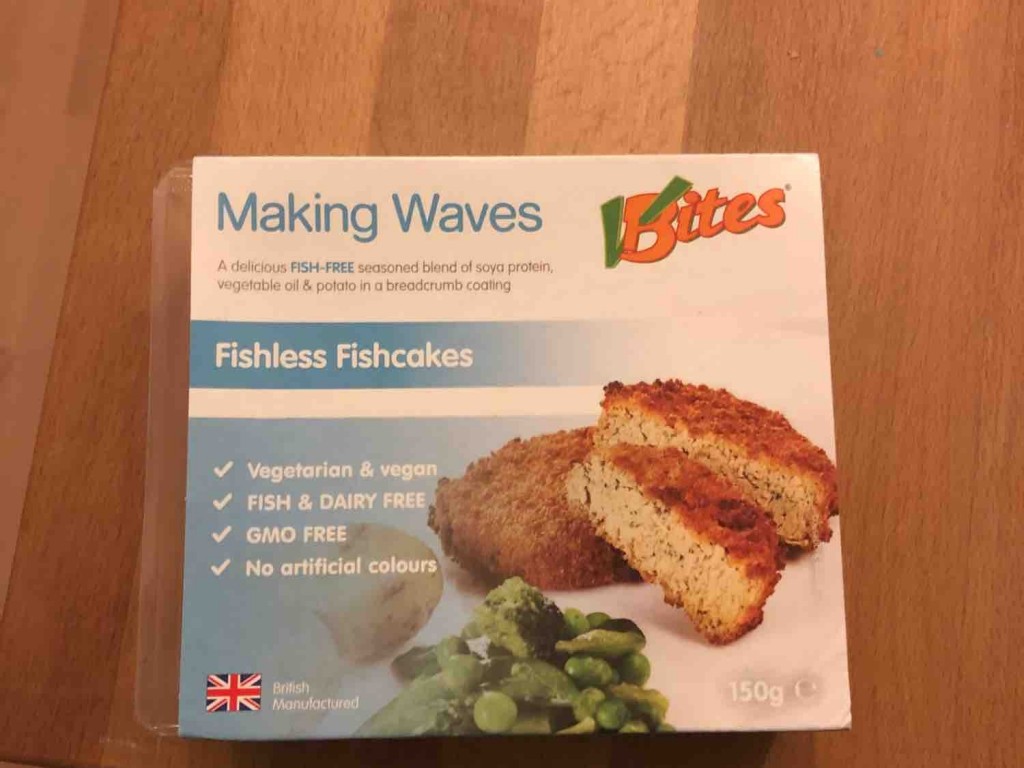 Making Waves
VBites®
A delicious FISH-FREE seasoned blend of soya protein,
vegetable oil & potato in a breadcrumb coating
Fishless Fishcakes
✓ Vegetarian & vegan
✓ FISH & DAIRY FREE
✓ GMO FREE
✓ No artificial colours
British
Manufactured
150g ℮